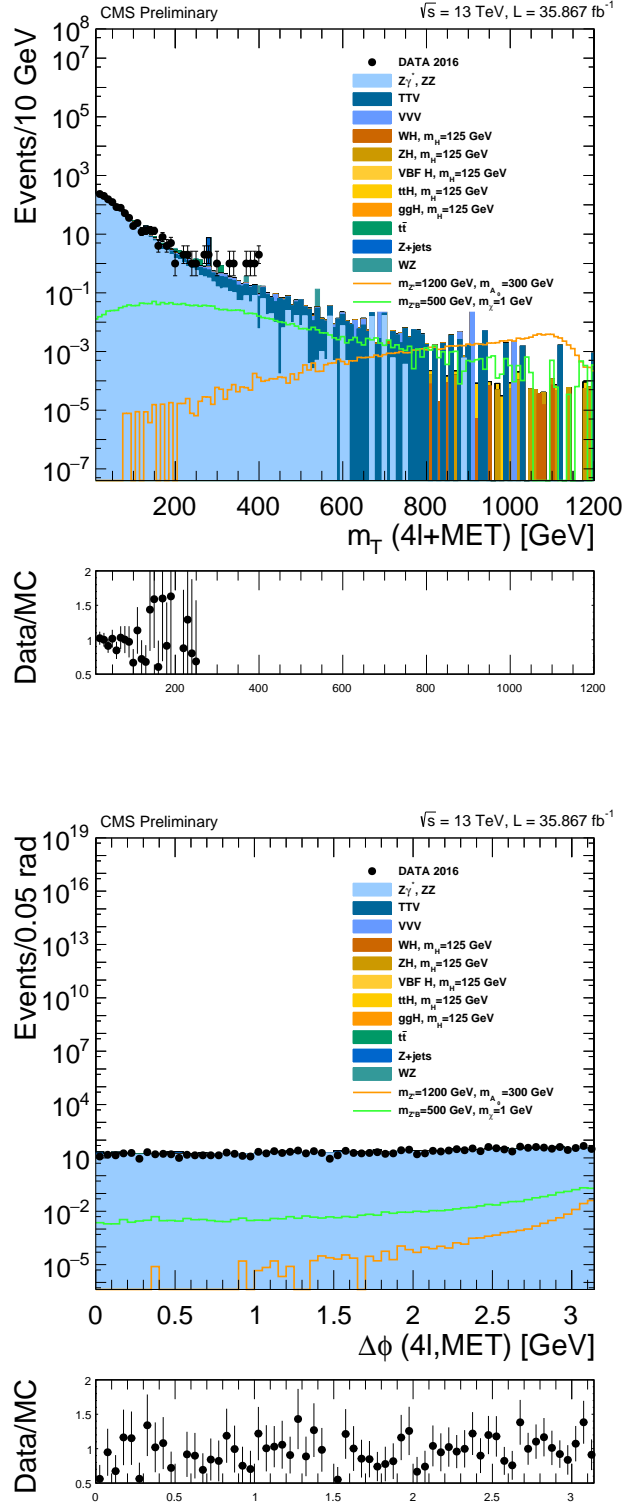 CMS Preliminary √s = 13 TeV, L = 35.867 fb⁻¹
Events/10 GeV
10⁸
10⁷
10⁵
10³
10
10⁻¹
10⁻³
10⁻⁵
10⁻⁷
DATA 2016
Zγ*, ZZ
TTV
VVV
WH, m_H=125 GeV
ZH, m_H=125 GeV
VBF H, m_H=125 GeV
ttH, m_H=125 GeV
ggH, m_H=125 GeV
tt̄
Z+jets
WZ
m_Z'=1200 GeV, m_A₀=300 GeV
m_Z'B=500 GeV, m_χ=1 GeV
200 400 600 800 1000 1200
m_T (4l+MET) [GeV]
Data/MC
2
1.5
1
0.5
200 400 600 800 1000 1200
CMS Preliminary √s = 13 TeV, L = 35.867 fb⁻¹
Events/0.05 rad
10¹⁹
10¹⁶
10¹³
10¹⁰
10⁷
10⁴
10
10⁻²
10⁻⁵
DATA 2016
Zγ*, ZZ
TTV
VVV
WH, m_H=125 GeV
ZH, m_H=125 GeV
VBF H, m_H=125 GeV
ttH, m_H=125 GeV
ggH, m_H=125 GeV
tt̄
Z+jets
WZ
m_Z'=1200 GeV, m_A₀=300 GeV
m_Z'B=500 GeV, m_χ=1 GeV
0 0.5 1 1.5 2 2.5 3
Δϕ (4l,MET) [GeV]
Data/MC
2
1.5
1
0.5
0 0.5 1 1.5 2 2.5 3